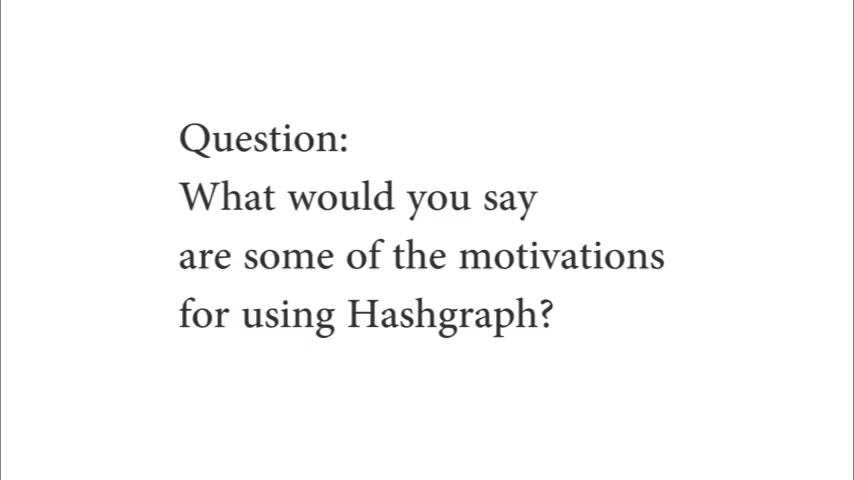 Question:
What would you say
are some of the motivations
for using Hashgraph?